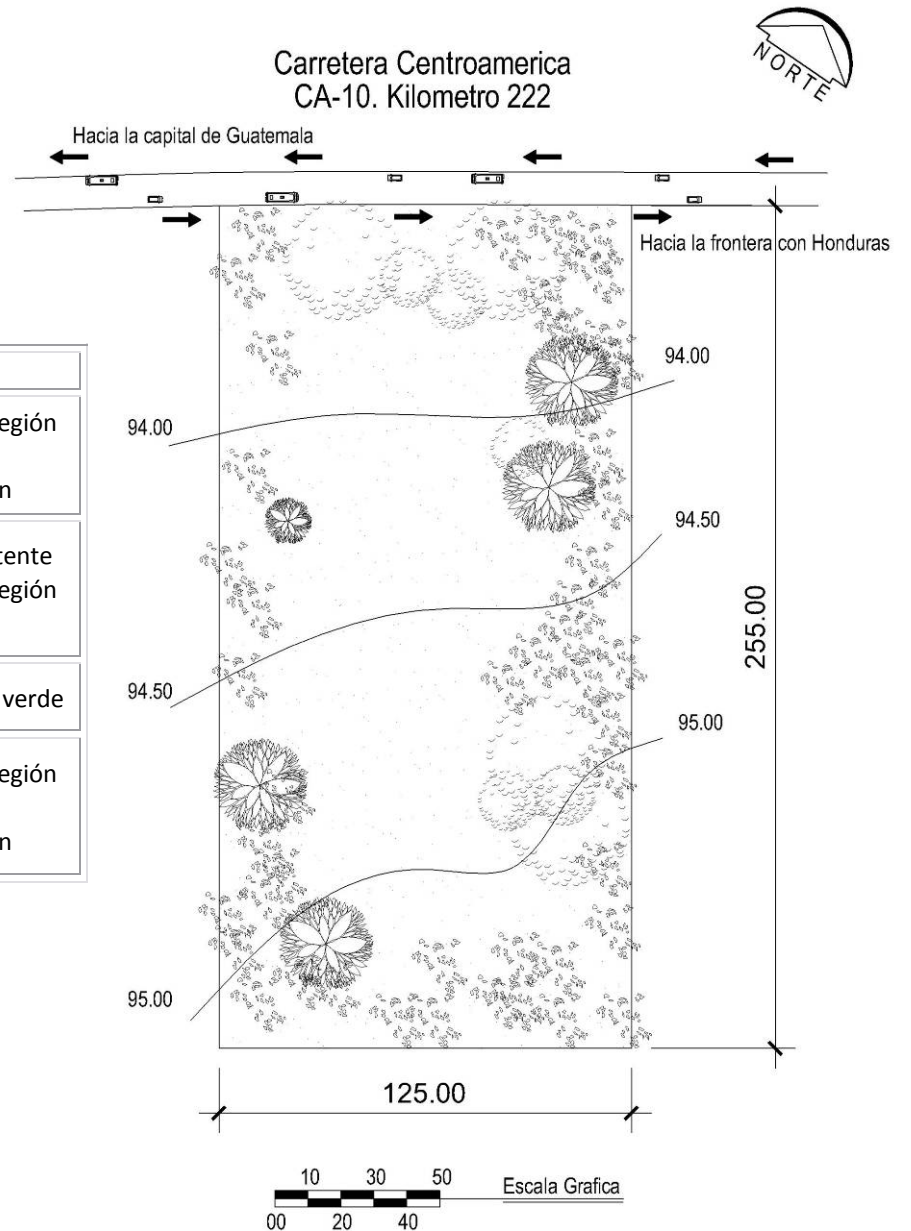 Carretera Centroamerica
CA-10. Kilometro 222
NORTE
Hacia la capital de Guatemala
Hacia la frontera con Honduras
94.00
94.00
94.50
94.50
95.00
95.00
255.00
125.00
10 30 50
00 20 40
Escala Grafica
egión
n
tente
egión
verde
egión
n